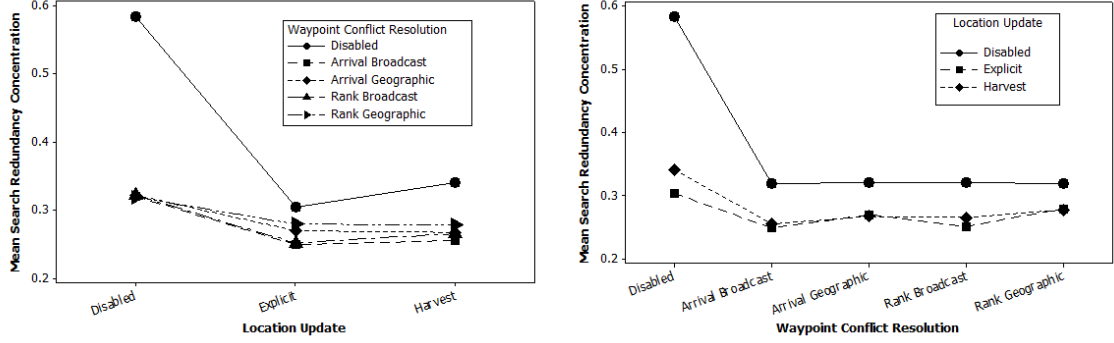 Mean Search Redundancy Concentration
0.6
0.5
0.4
0.3
0.2
Waypoint Conflict Resolution
Disabled
Arrival Broadcast
Arrival Geographic
Rank Broadcast
Rank Geographic
Disabled
Explicit
Harvest
Location Update
Mean Search Redundancy Concentration
0.6
0.5
0.4
0.3
0.2
Location Update
Disabled
Explicit
Harvest
Disabled
Arrival Broadcast
Arrival Geographic
Rank Broadcast
Rank Geographic
Waypoint Conflict Resolution